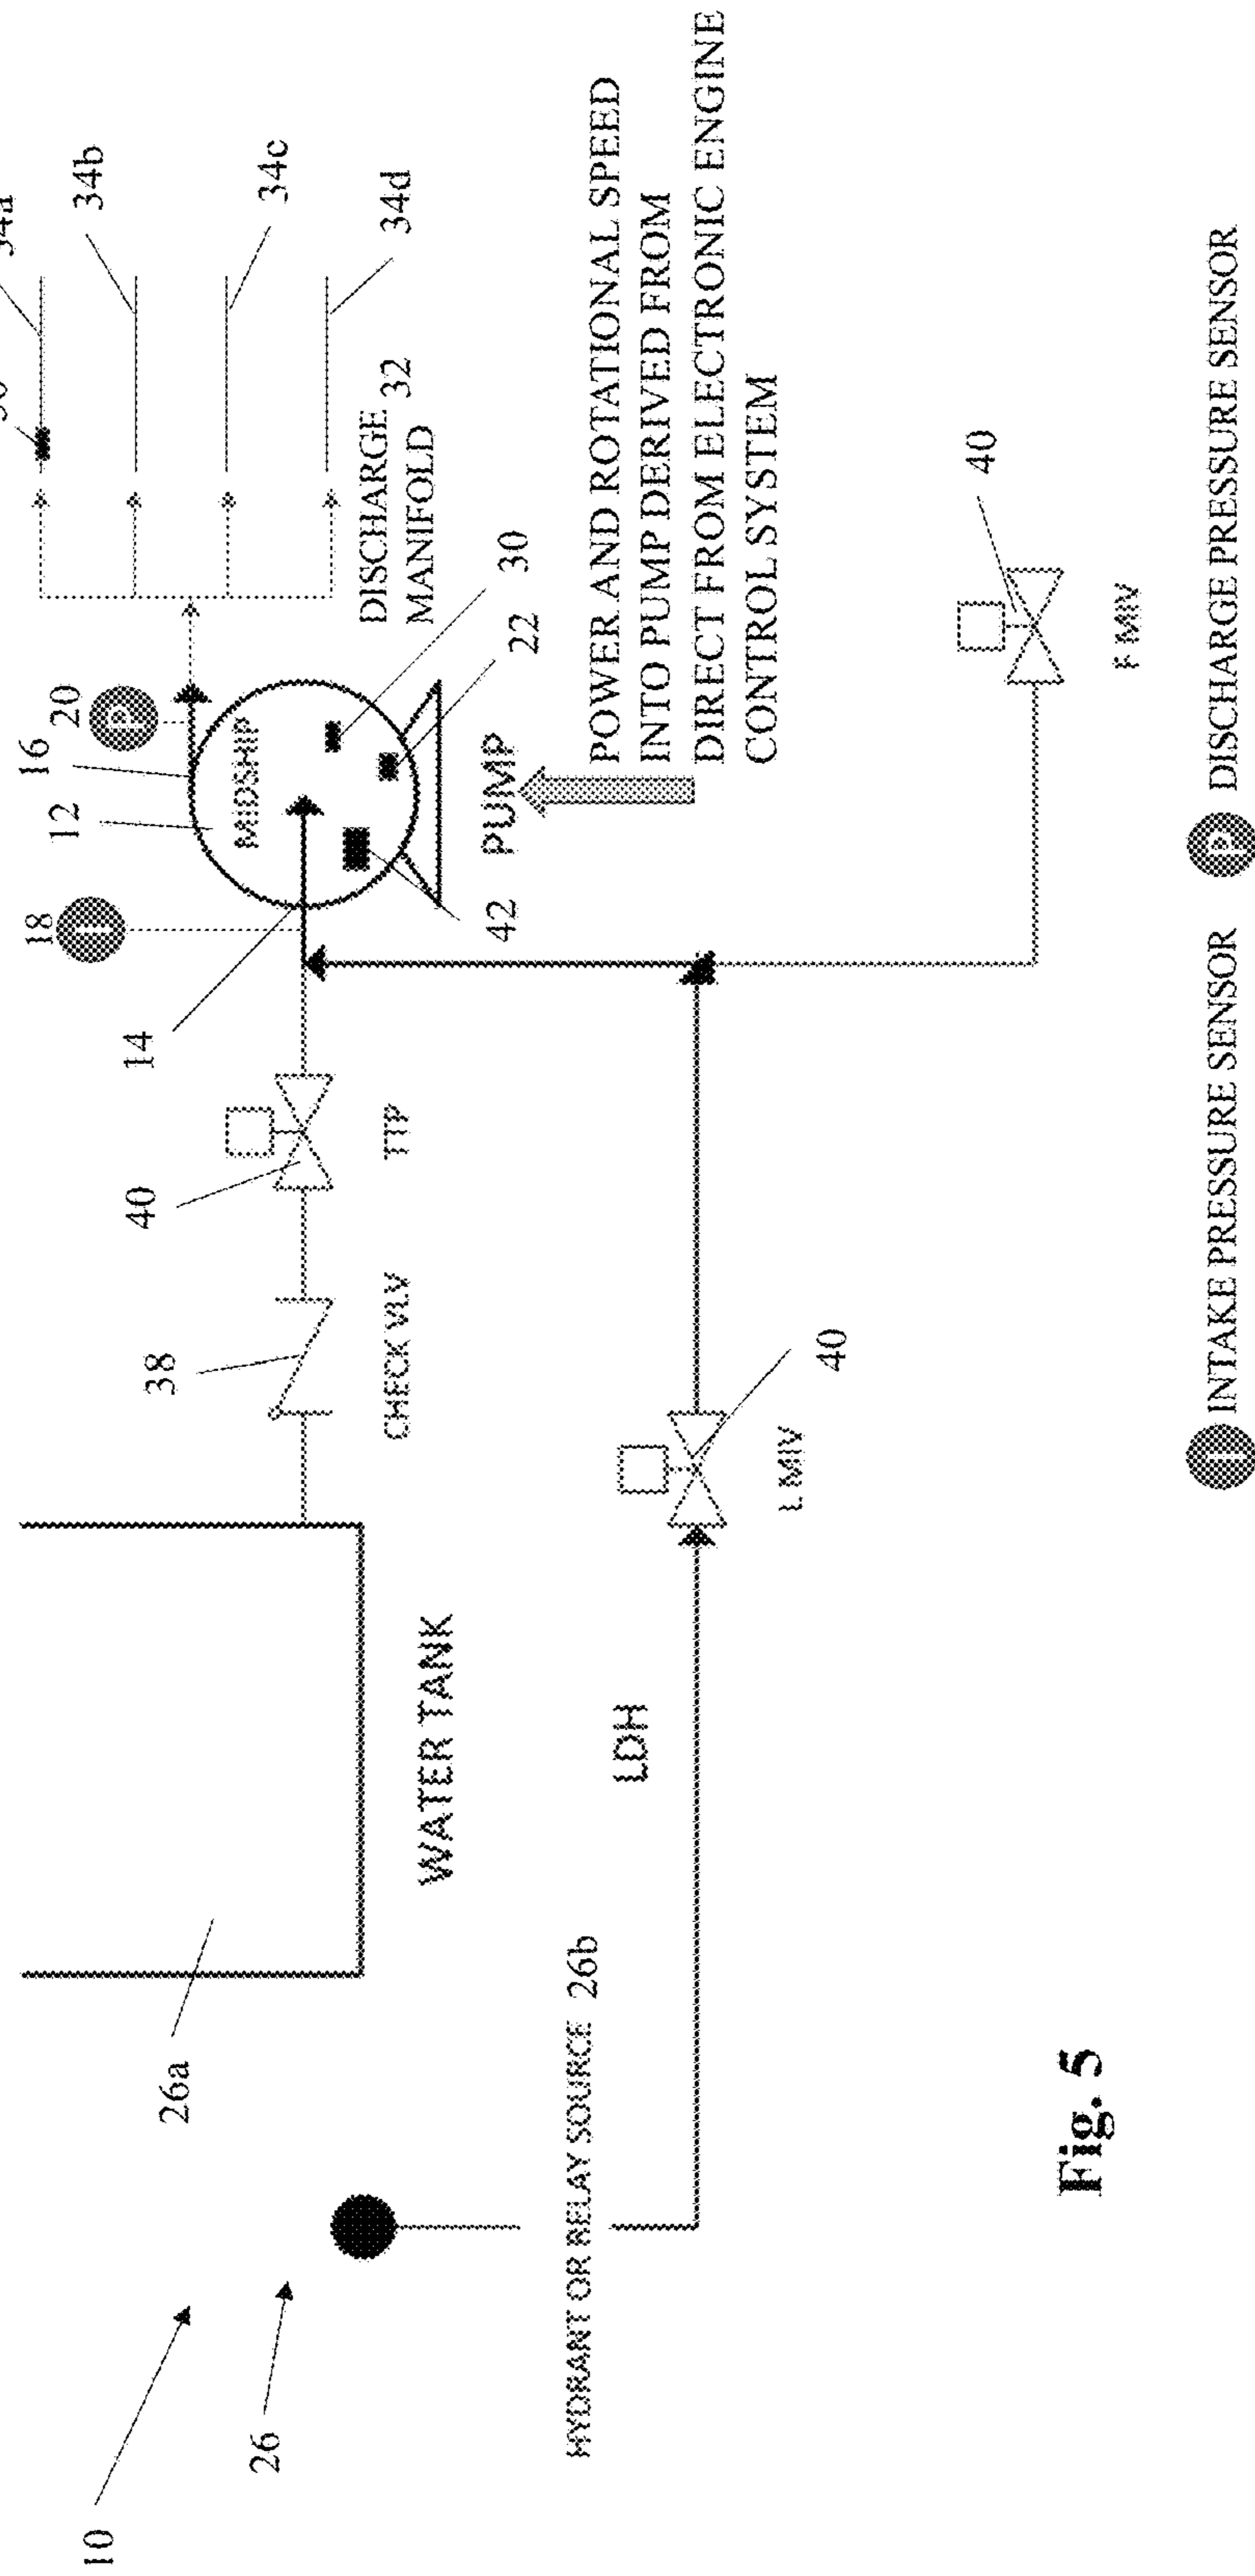 10
26
26a
26b
HYDRANT OR RELAY SOURCE
WATER TANK
LDH
38
CHECK VLV
40
TTP
14
18
I
12
16
20
P
MIDSHIP
42
22
30
PUMP
DISCHARGE
MANIFOLD
32
34a
34b
34c
34d
POWER AND ROTATIONAL SPEED
INTO PUMP DERIVED FROM
DIRECT FROM ELECTRONIC ENGINE
CONTROL SYSTEM
40
L MIV
40
F MIV
I INTAKE PRESSURE SENSOR
P DISCHARGE PRESSURE SENSOR
Fig. 5